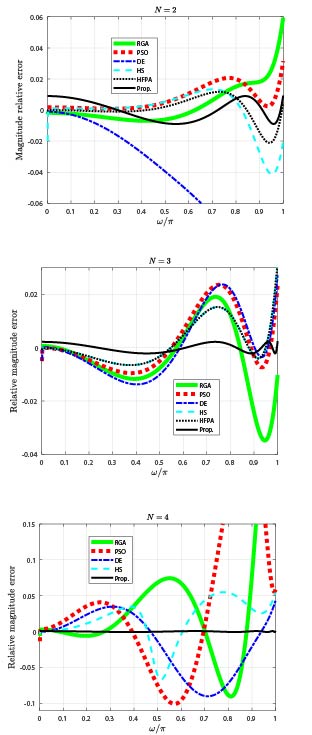 N = 2
Magnitude relative error
0.06
0.04
0.02
0
-0.02
-0.04
-0.06
RGA
PSO
DE
HS
HFPA
Prop.
0 0.1 0.2 0.3 0.4 0.5 0.6 0.7 0.8 0.9 1
ω/π
N = 3
Relative magnitude error
0.02
0
-0.02
-0.04
RGA
PSO
DE
HS
HFPA
Prop.
0 0.1 0.2 0.3 0.4 0.5 0.6 0.7 0.8 0.9 1
ω/π
N = 4
Relative magnitude error
0.15
0.1
0.05
0
-0.05
-0.1
RGA
PSO
DE
HS
Prop.
0 0.1 0.2 0.3 0.4 0.5 0.6 0.7 0.8 0.9 1
ω/π